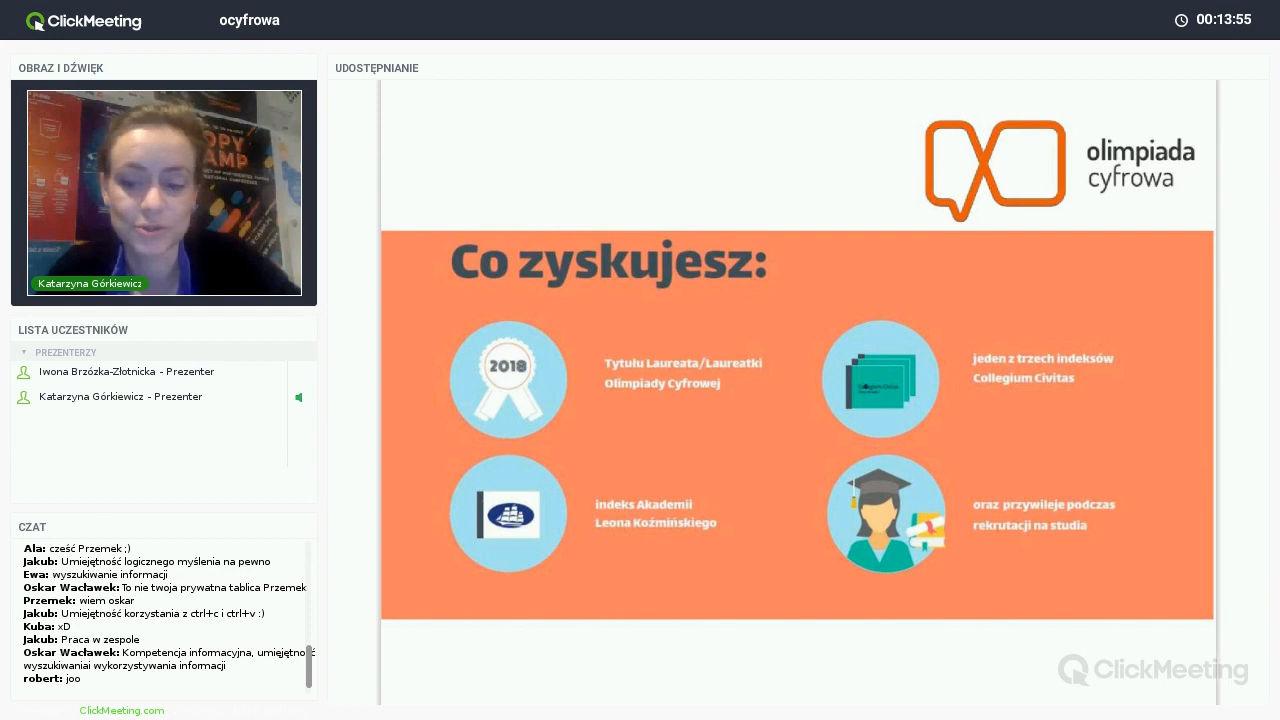 ClickMeeting
ocyfrowa
00:13:55
OBRAZ I DŹWIĘK
OPY
AMP
Katarzyna Górkiewicz
LISTA UCZESTNIKÓW
PREZENTERZY
Iwona Brzózka-Złotnicka - Prezenter
Katarzyna Górkiewicz - Prezenter
CZAT
Ala: cześć Przemek ;)
Jakub: Umiejętność logicznego myślenia na pewno
Ewa: wyszukiwanie informacji
Oskar Wacławek: To nie twoja prywatna tablica Przemek
Przemek: wiem oskar
Jakub: Umiejętność korzystania z ctrl+c i ctrl+v :)
Kuba: xD
Jakub: Praca w zespole
Oskar Wacławek: Kompetencja informacyjna, umiejętność
wyszukiwaniai wykorzystywania informacji
robert: joo
ClickMeeting.com
UDOSTĘPNIANIE
olimpiada
cyfrowa
Co zyskujesz:
2018
Tytułu Laureata/Laureatki
Olimpiady Cyfrowej
jeden z trzech indeksów
Collegium Civitas
indeks Akademii
Leona Koźmińskiego
oraz przywileje podczas
rekrutacji na studia
ClickMeeting